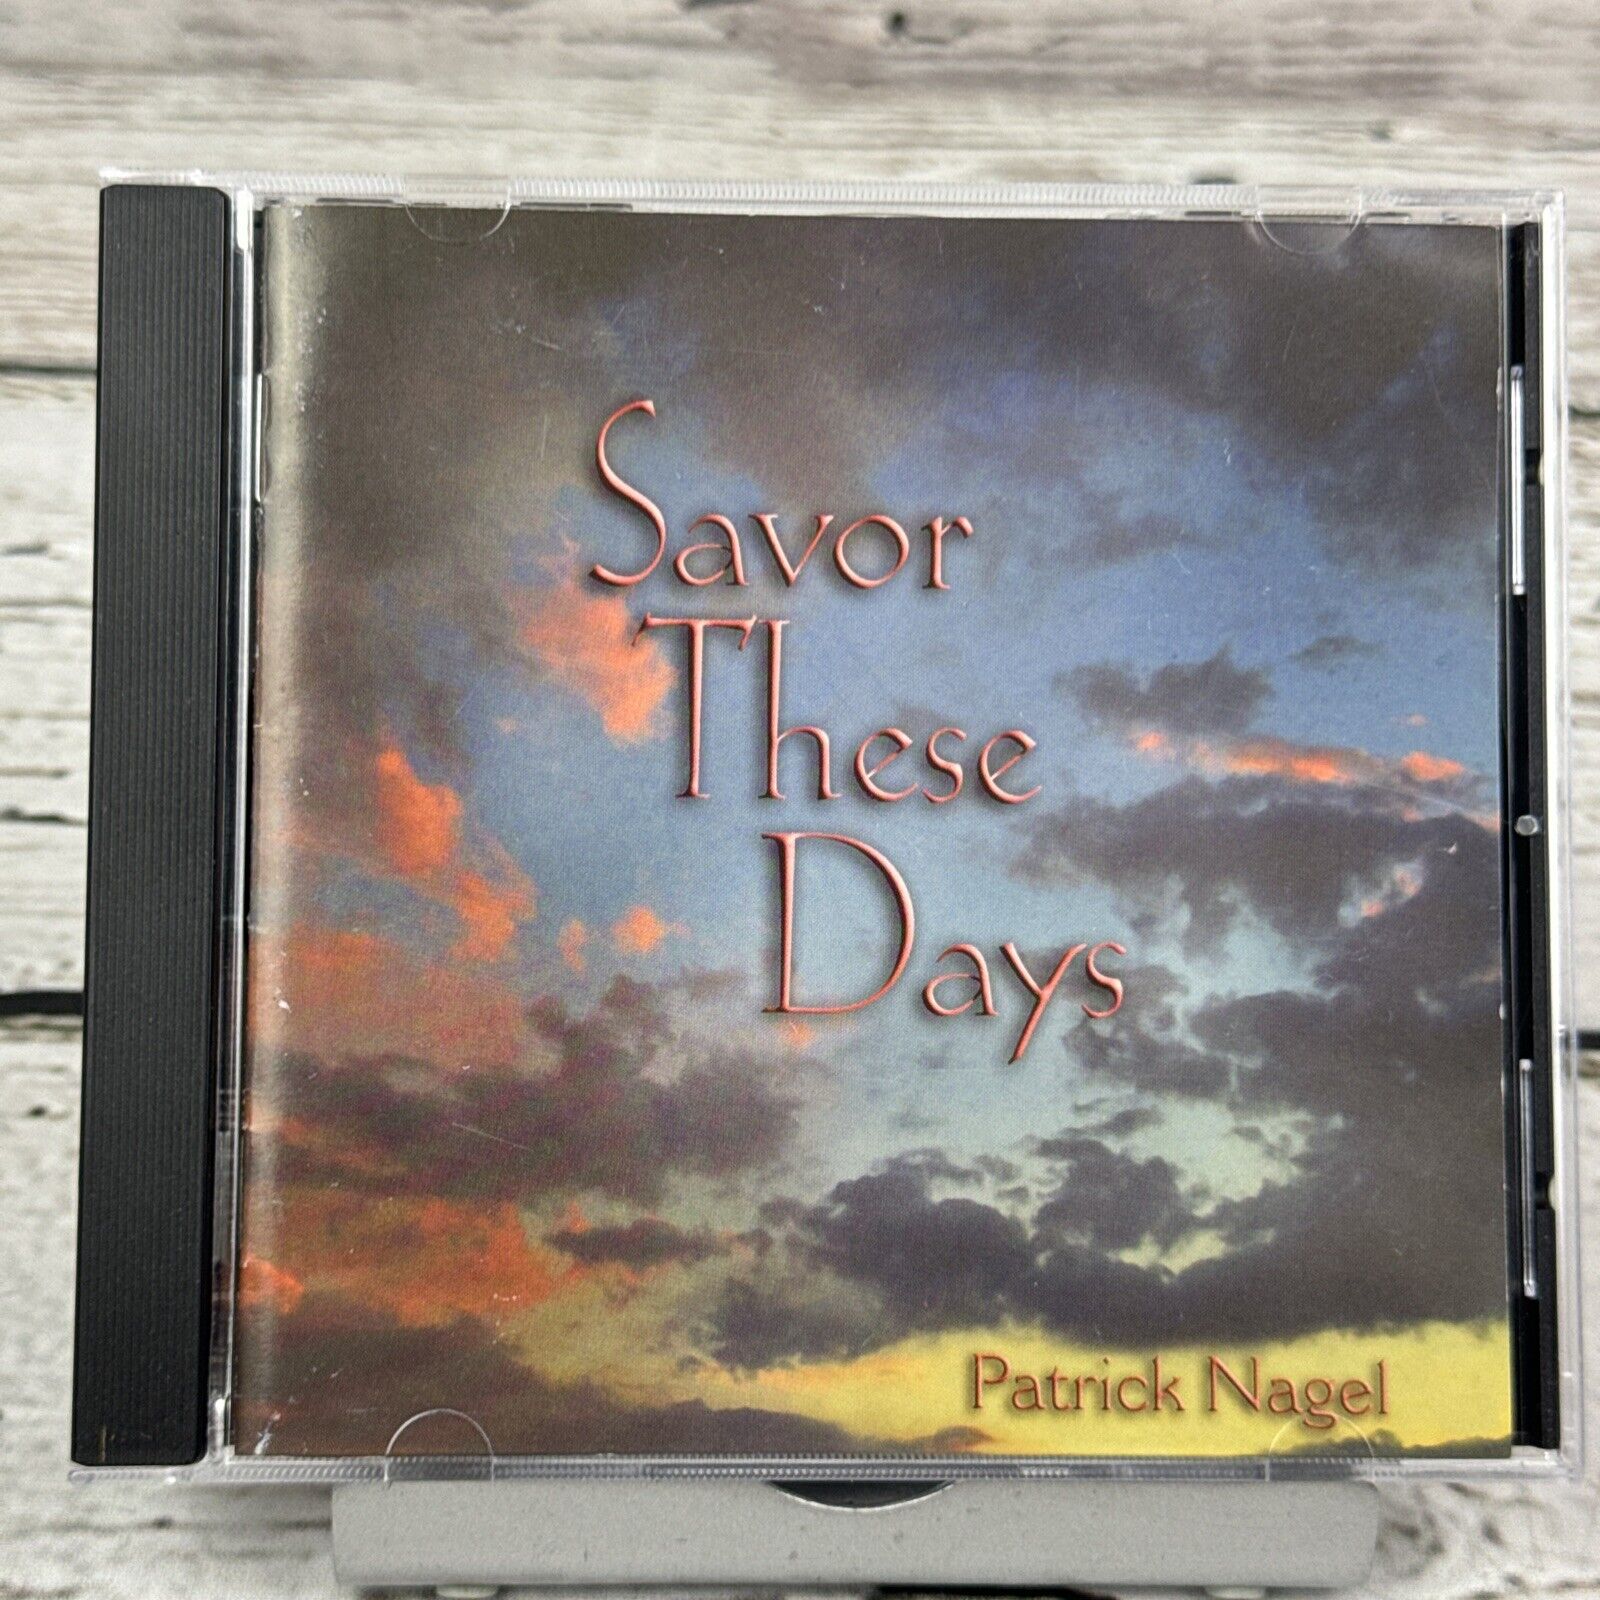 Savor
These
Days
Patrick Nagel